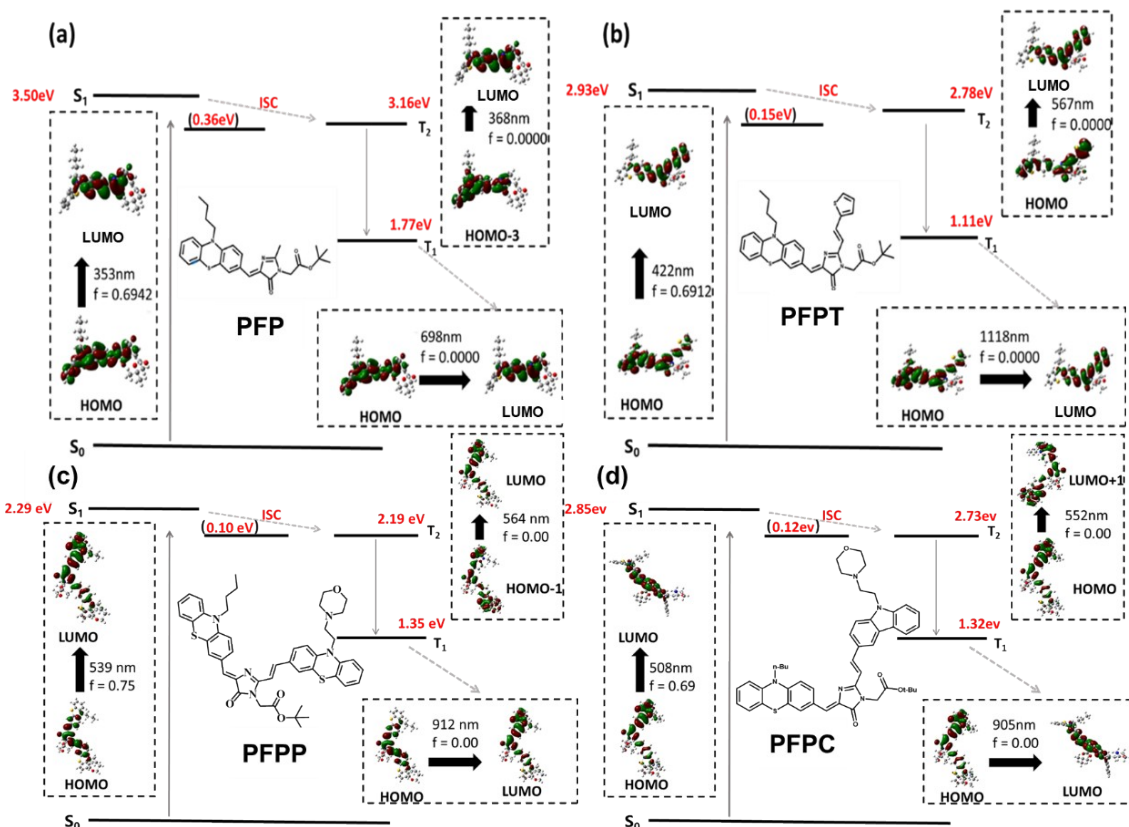 (a)
3.50eV
S1
ISC
3.16eV
(0.36eV)
T2
LUMO
368nm
f = 0.0000
HOMO-3
LUMO
353nm
f = 0.6942
HOMO
1.77eV
T1
N
S
N
N
O
O
O
PFP
698nm
f = 0.0000
HOMO
LUMO
S0
(b)
2.93eV
S1
ISC
2.78eV
(0.15eV)
T2
LUMO
567nm
f = 0.0000
HOMO
LUMO
422nm
f = 0.6912
HOMO
1.11eV
T1
S
N
S
N
N
O
O
O
PFPT
1118nm
f = 0.0000
HOMO
LUMO
S0
(c)
2.29 eV
S1
ISC
2.19 eV
(0.10 eV)
T2
LUMO
564 nm
f = 0.00
HOMO-1
LUMO
539 nm
f = 0.75
HOMO
1.35 eV
T1
O
N
N
N
S
N
N
S
O
O
O
PFPP
912 nm
f = 0.00
HOMO
LUMO
S0
(d)
2.85ev
S1
ISC
2.73ev
(0.12ev)
T2
LUMO+1
552nm
f = 0.00
HOMO
LUMO
508nm
f = 0.69
HOMO
1.32ev
T1
O
N
N
n-Bu
N
S
N
N
O
O
Ot-Bu
PFPC
905nm
f = 0.00
HOMO
LUMO
S0